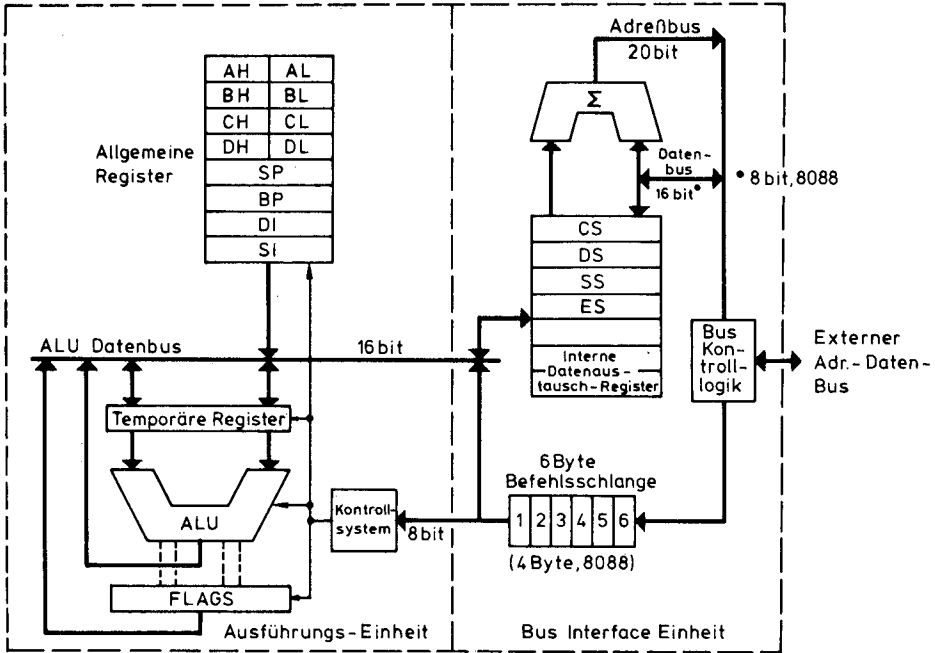 Adreßbus
20bit
AH AL
BH BL
CH CL
DH DL
SP
BP
DI
SI
Allgemeine
Register
Σ
Daten-
bus
16 bit*
* 8 bit, 8088
CS
DS
SS
ES
Interne
Datenaus-
tausch-Register
Bus
Kon-
troll-
logik
Externer
Adr.-Daten-
Bus
ALU Datenbus
16 bit
Temporäre Register
ALU
FLAGS
Kontroll-
system
8 bit
6 Byte
Befehlsschlange
1 2 3 4 5 6
(4 Byte, 8088)
Ausführungs-Einheit
Bus Interface Einheit